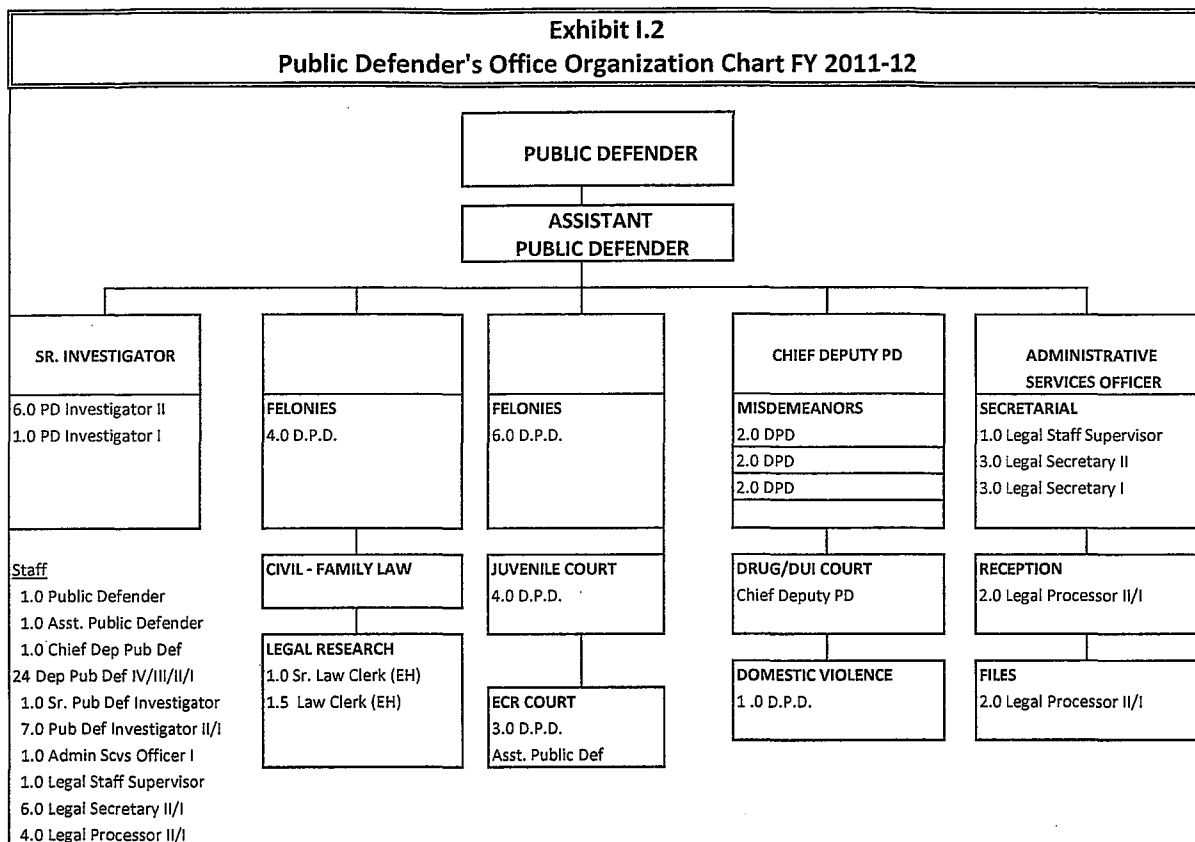 Exhibit I.2
Public Defender's Office Organization Chart FY 2011-12
PUBLIC DEFENDER
ASSISTANT
PUBLIC DEFENDER
SR. INVESTIGATOR
6.0 PD Investigator II
1.0 PD Investigator I
FELONIES
4.0 D.P.D.
FELONIES
6.0 D.P.D.
CHIEF DEPUTY PD
MISDEMEANORS
2.0 DPD
2.0 DPD
2.0 DPD
ADMINISTRATIVE
SERVICES OFFICER
SECRETARIAL
1.0 Legal Staff Supervisor
3.0 Legal Secretary II
3.0 Legal Secretary I
CIVIL - FAMILY LAW
LEGAL RESEARCH
1.0 Sr. Law Clerk (EH)
1.5 Law Clerk (EH)
JUVENILE COURT
4.0 D.P.D.
ECR COURT
3.0 D.P.D.
Asst. Public Def
DRUG/DUI COURT
Chief Deputy PD
DOMESTIC VIOLENCE
1.0 D.P.D.
RECEPTION
2.0 Legal Processor II/I
FILES
2.0 Legal Processor II/I
Staff
1.0 Public Defender
1.0 Asst. Public Defender
1.0 Chief Dep Pub Def
24 Dep Pub Def IV/III/II/I
1.0 Sr. Pub Def Investigator
7.0 Pub Def Investigator II/I
1.0 Admin Scvs Officer I
1.0 Legal Staff Supervisor
6.0 Legal Secretary II/I
4.0 Legal Processor II/I